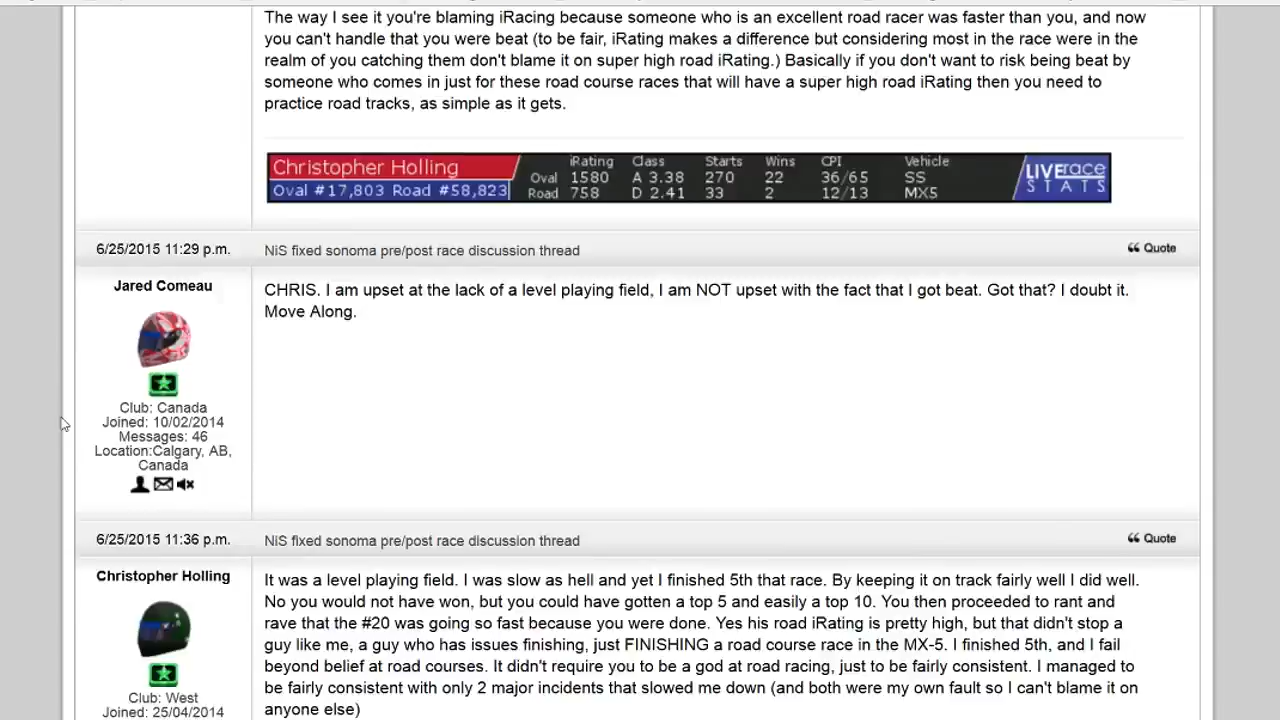 The way I see it you're blaming iRacing because someone who is an excellent road racer was faster than you, and now
you can't handle that you were beat (to be fair, iRating makes a difference but considering most in the race were in the
realm of you catching them don't blame it on super high road iRating.) Basically if you don't want to risk being beat by
someone who comes in just for these road course races that will have a super high road iRating then you need to
practice road tracks, as simple as it gets.
Christopher Holling
Oval #17,803 Road #58,823
iRating Class Starts Wins CPI Vehicle
Oval 1580 A 3.38 270 22 36/65 SS
Road 758 D 2.41 33 2 12/13 MX5
LIVErace
STATS
6/25/2015 11:29 p.m. NiS fixed sonoma pre/post race discussion thread Quote
Jared Comeau
CHRIS. I am upset at the lack of a level playing field, I am NOT upset with the fact that I got beat. Got that? I doubt it.
Move Along.
Club: Canada
Joined: 10/02/2014
Messages: 46
Location:Calgary, AB,
Canada
6/25/2015 11:36 p.m. NiS fixed sonoma pre/post race discussion thread Quote
Christopher Holling
It was a level playing field. I was slow as hell and yet I finished 5th that race. By keeping it on track fairly well I did well.
No you would not have won, but you could have gotten a top 5 and easily a top 10. You then proceeded to rant and
rave that the #20 was going so fast because you were done. Yes his road iRating is pretty high, but that didn't stop a
guy like me, a guy who has issues finishing, just FINISHING a road course race in the MX-5. I finished 5th, and I fail
beyond belief at road courses. It didn't require you to be a god at road racing, just to be fairly consistent. I managed to
be fairly consistent with only 2 major incidents that slowed me down (and both were my own fault so I can't blame it on
anyone else)
Club: West
Joined: 25/04/2014